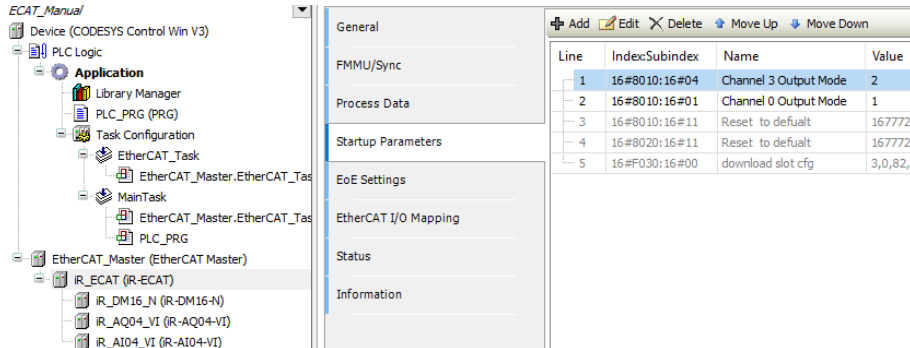 ECAT_Manual
Device (CODESYS Control Win V3)
PLC Logic
Application
Library Manager
PLC_PRG (PRG)
Task Configuration
EtherCAT_Task
EtherCAT_Master.EtherCAT_Tas
MainTask
EtherCAT_Master.EtherCAT_Tas
PLC_PRG
EtherCAT_Master (EtherCAT Master)
iR_ECAT (iR-ECAT)
iR_DM16_N (iR-DM16-N)
iR_AQ04_VI (iR-AQ04-VI)
iR_AI04_VI (iR-AI04-VI)
General
FMMU/Sync
Process Data
Startup Parameters
EoE Settings
EtherCAT I/O Mapping
Status
Information
Add Edit Delete Move Up Move Down
Line Index:Subindex Name Value
1 16#8010:16#04 Channel 3 Output Mode 2
2 16#8010:16#01 Channel 0 Output Mode 1
3 16#8010:16#11 Reset to defualt 167772
4 16#8020:16#11 Reset to defualt 167772
5 16#F030:16#00 download slot cfg 3,0,82,